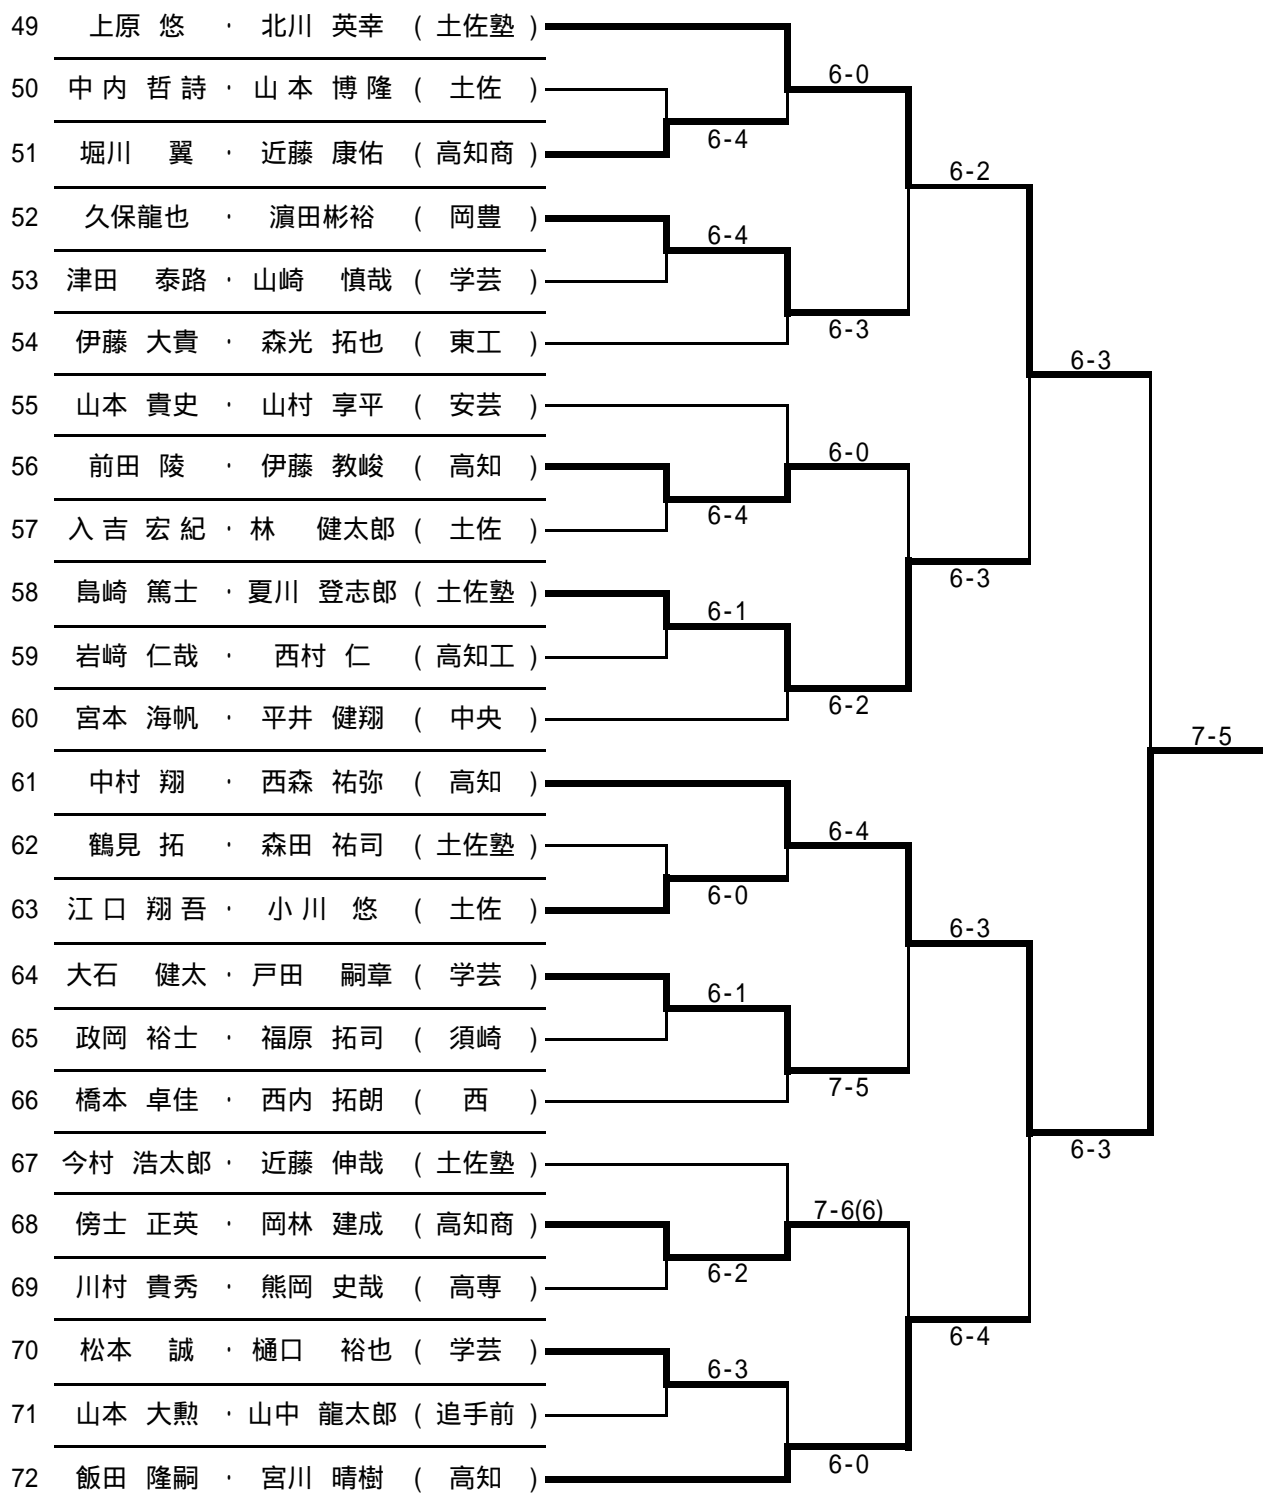 49 上原 悠 ・ 北川 英幸 ( 土佐塾 )
6-0
50 中内 哲詩 ・ 山本 博隆 ( 土佐 )
6-4
51 堀川 翼 ・ 近藤 康佑 ( 高知商 )
6-2
52 久保龍也 ・ 濵田彬裕 ( 岡豊 )
6-4
53 津田 泰路 ・ 山崎 慎哉 ( 学芸 )
6-3
54 伊藤 大貴 ・ 森光 拓也 ( 東工 )
6-3
55 山本 貴史 ・ 山村 享平 ( 安芸 )
6-0
56 前田 陵 ・ 伊藤 教峻 ( 高知 )
6-4
57 入吉 宏紀 ・ 林 健太郎 ( 土佐 )
6-3
58 島崎 篤士 ・ 夏川 登志郎 ( 土佐塾 )
6-1
59 岩﨑 仁哉 ・ 西村 仁 ( 高知工 )
6-2
60 宮本 海帆 ・ 平井 健翔 ( 中央 )
7-5
61 中村 翔 ・ 西森 祐弥 ( 高知 )
6-4
62 鶴見 拓 ・ 森田 祐司 ( 土佐塾 )
6-0
63 江口 翔吾 ・ 小川 悠 ( 土佐 )
6-3
64 大石 健太 ・ 戸田 嗣章 ( 学芸 )
6-1
65 政岡 裕士 ・ 福原 拓司 ( 須崎 )
7-5
66 橋本 卓佳 ・ 西内 拓朗 ( 西 )
6-3
67 今村 浩太郎 ・ 近藤 伸哉 ( 土佐塾 )
7-6(6)
68 傍士 正英 ・ 岡林 建成 ( 高知商 )
6-2
69 川村 貴秀 ・ 熊岡 史哉 ( 高専 )
6-4
70 松本 誠 ・ 樋口 裕也 ( 学芸 )
6-3
71 山本 大勲 ・ 山中 龍太郎 ( 追手前 )
6-0
72 飯田 隆嗣 ・ 宮川 晴樹 ( 高知 )